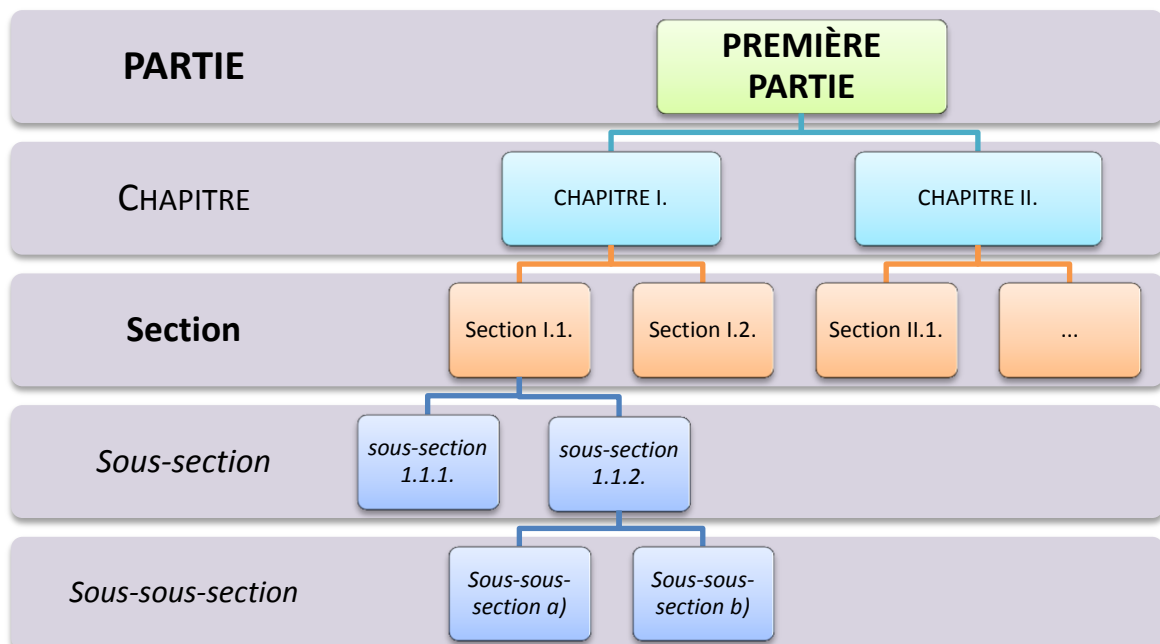 PARTIE
PREMIÈRE
PARTIE
CHAPITRE
CHAPITRE I.
CHAPITRE II.
Section
Section I.1.
Section I.2.
Section II.1.
...
Sous-section
sous-section
1.1.1.
sous-section
1.1.2.
Sous-sous-section
Sous-sous-
section a)
Sous-sous-
section b)